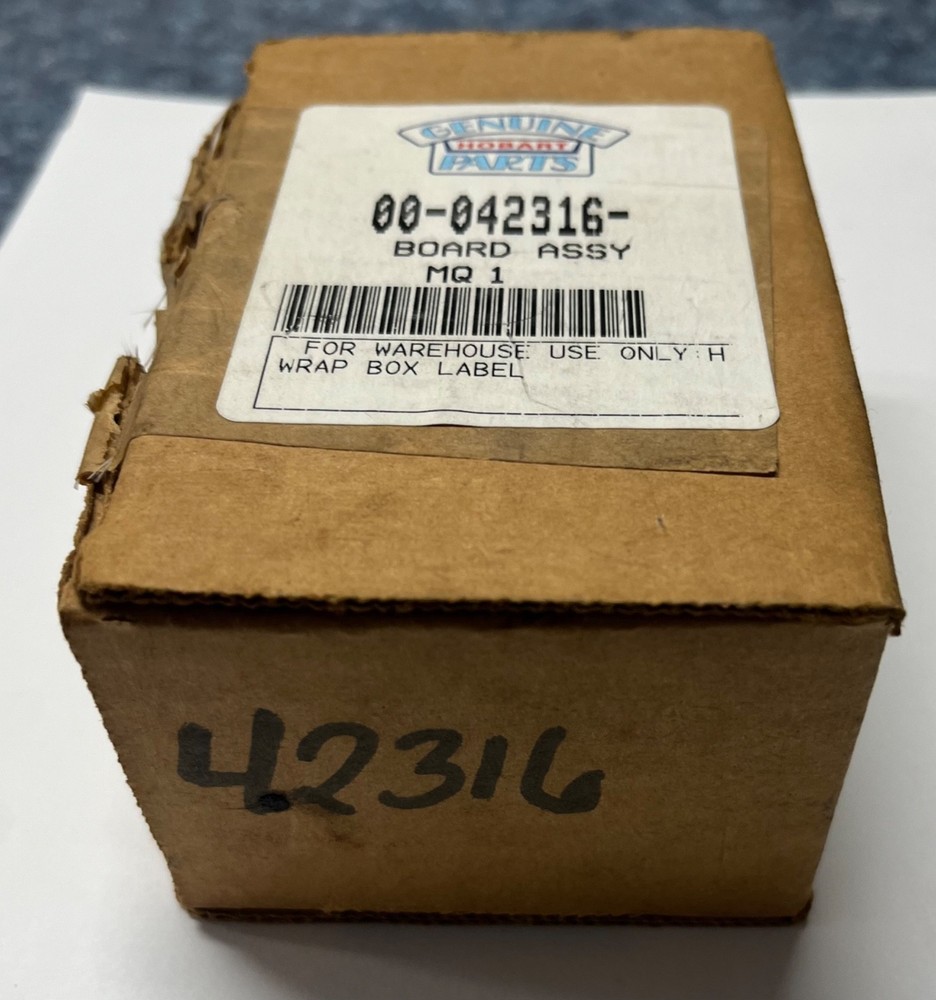 GENUINE
HOBART
PARTS
00-042316-
BOARD ASSY
MQ 1
FOR WAREHOUSE USE ONLY:H
WRAP BOX LABEL
42316